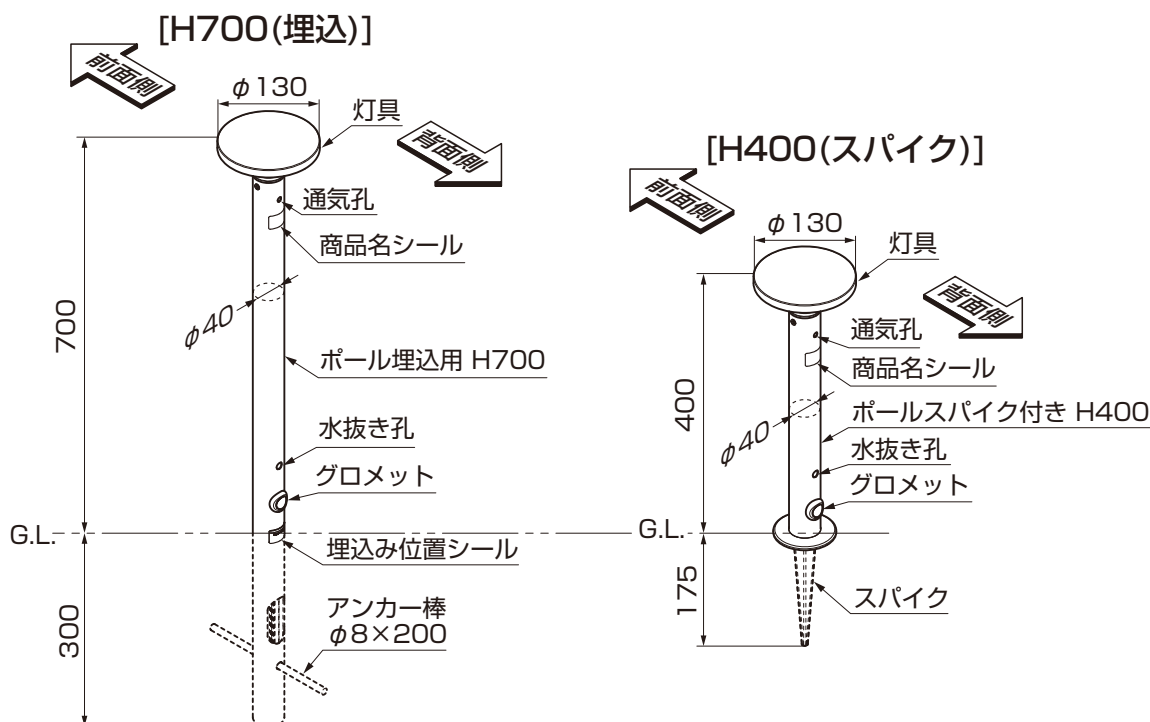 [H700(埋込)]
前面側
φ130
灯具
背面側
通気孔
商品名シール
700
φ40
ポール埋込用 H700
水抜き孔
グロメット
G.L.
埋込み位置シール
300
アンカー棒
φ8×200
[H400(スパイク)]
前面側
φ130
灯具
背面側
通気孔
商品名シール
400
φ40
ポールスパイク付き H400
水抜き孔
グロメット
G.L.
175
スパイク